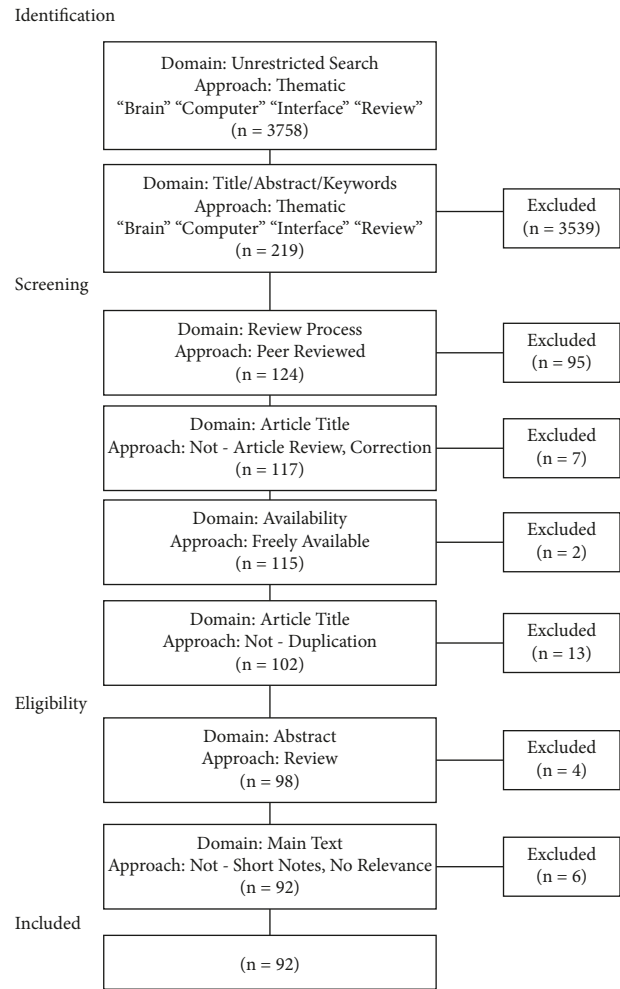 Identification
Domain: Unrestricted Search
Approach: Thematic
“Brain” “Computer” “Interface” “Review”
(n = 3758)
Domain: Title/Abstract/Keywords
Approach: Thematic
“Brain” “Computer” “Interface” “Review”
(n = 219)
Excluded
(n = 3539)
Screening
Domain: Review Process
Approach: Peer Reviewed
(n = 124)
Excluded
(n = 95)
Domain: Article Title
Approach: Not - Article Review, Correction
(n = 117)
Excluded
(n = 7)
Domain: Availability
Approach: Freely Available
(n = 115)
Excluded
(n = 2)
Domain: Article Title
Approach: Not - Duplication
(n = 102)
Excluded
(n = 13)
Eligibility
Domain: Abstract
Approach: Review
(n = 98)
Excluded
(n = 4)
Domain: Main Text
Approach: Not - Short Notes, No Relevance
(n = 92)
Excluded
(n = 6)
Included
(n = 92)